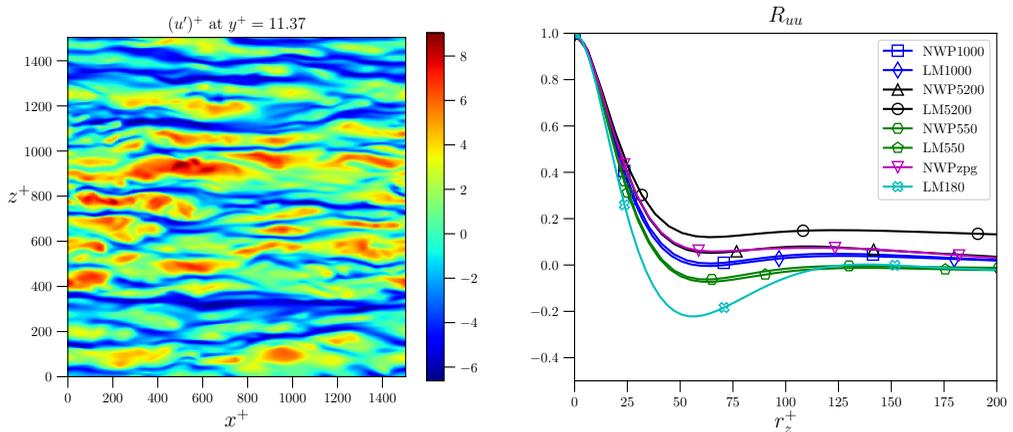 (u′)⁺ at y⁺ = 11.37
1400
1200
1000
800
600
400
200
0
z⁺
0 200 400 600 800 1000 1200 1400
x⁺
8
6
4
2
0
−2
−4
−6
R_uu
1.0
0.8
0.6
0.4
0.2
0.0
−0.2
−0.4
NWP1000
LM1000
NWP5200
LM5200
NWP550
LM550
NWPzpg
LM180
0 25 50 75 100 125 150 175 200
r_z⁺